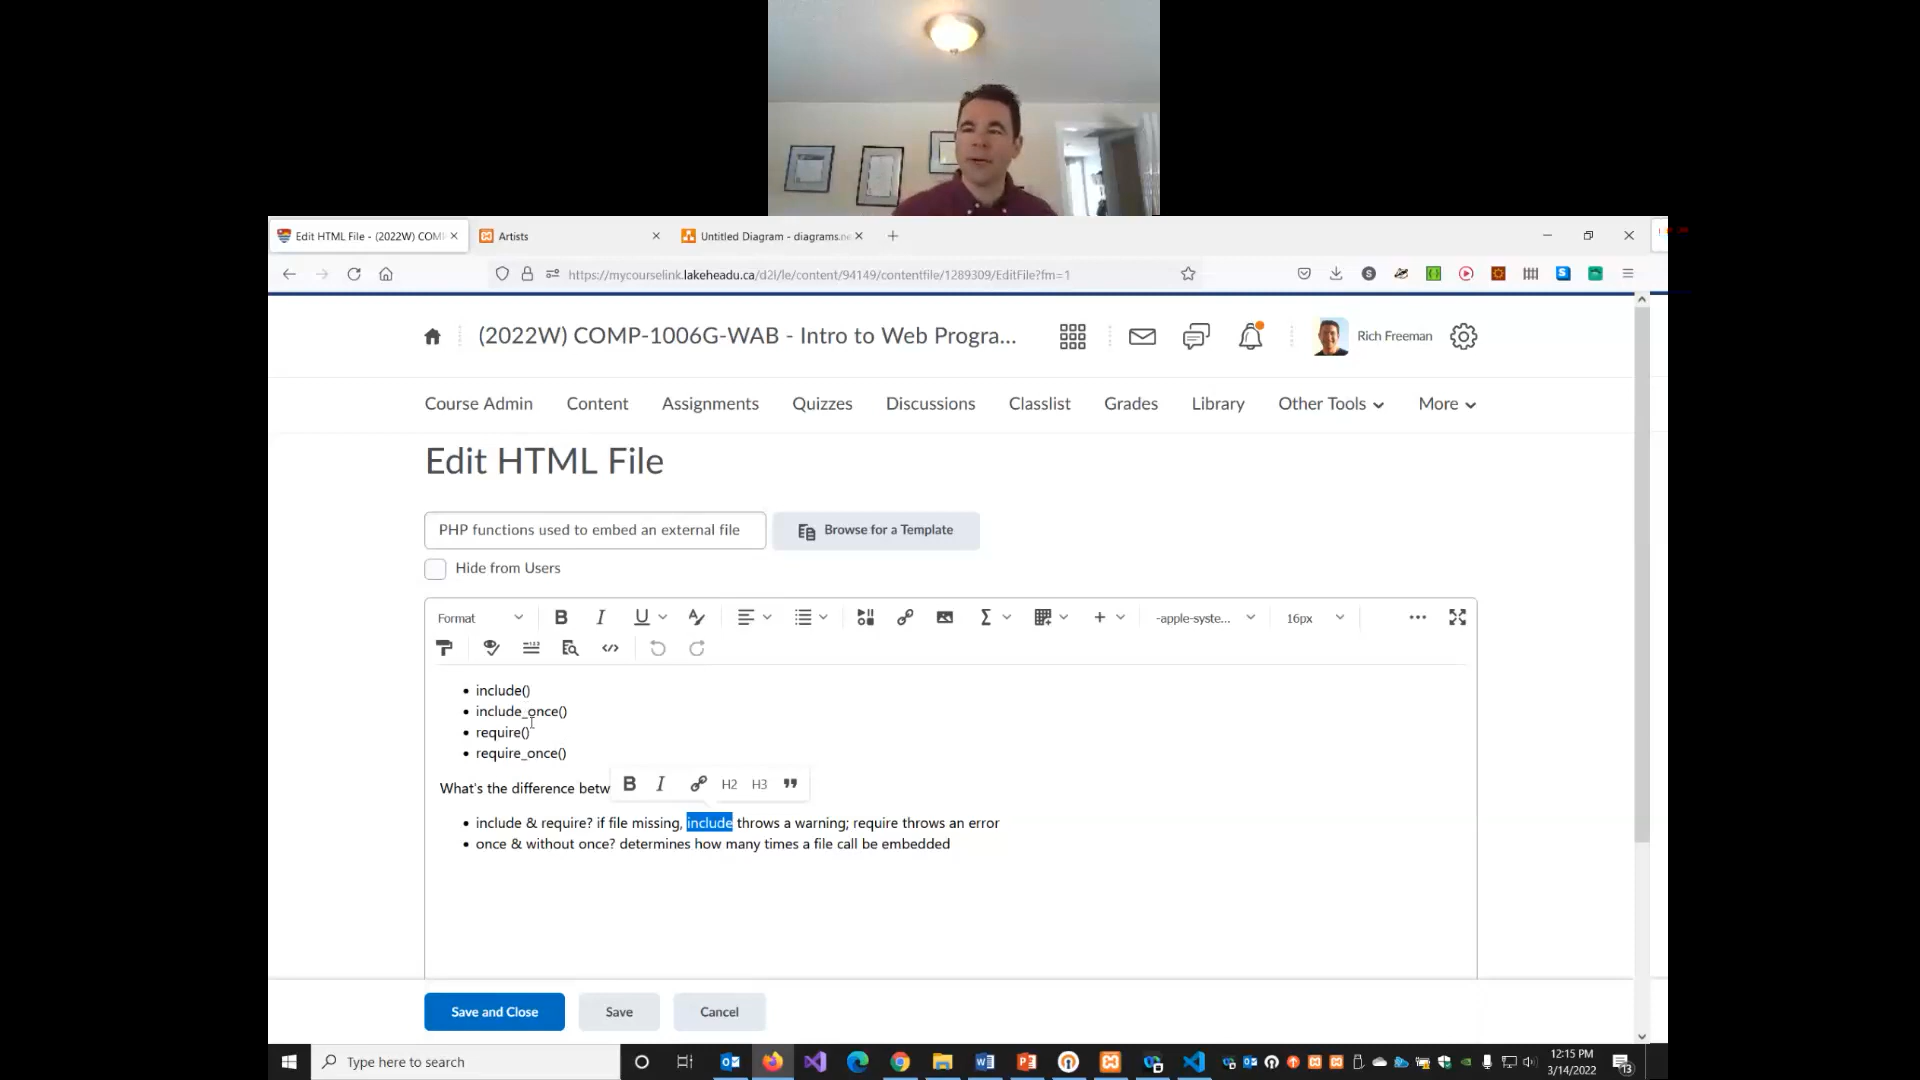 Edit HTML File - (2022W) COM
Artists
Untitled Diagram - diagrams.ne
https://mycourselink.lakeheadu.ca/d2l/le/content/94149/contentfile/1289309/EditFile?fm=1
(2022W) COMP-1006G-WAB - Intro to Web Progra...
Rich Freeman
Course Admin
Content
Assignments
Quizzes
Discussions
Classlist
Grades
Library
Other Tools
More
Edit HTML File
PHP functions used to embed an external file
Browse for a Template
Hide from Users
Format
B I U
-apple-syste...
16px
include()
include_once()
require()
require_once()
What's the difference betw
B I H2 H3
include & require? if file missing, include throws a warning; require throws an error
once & without once? determines how many times a file call be embedded
Save and Close
Save
Cancel
Type here to search
12:15 PM
3/14/2022
13